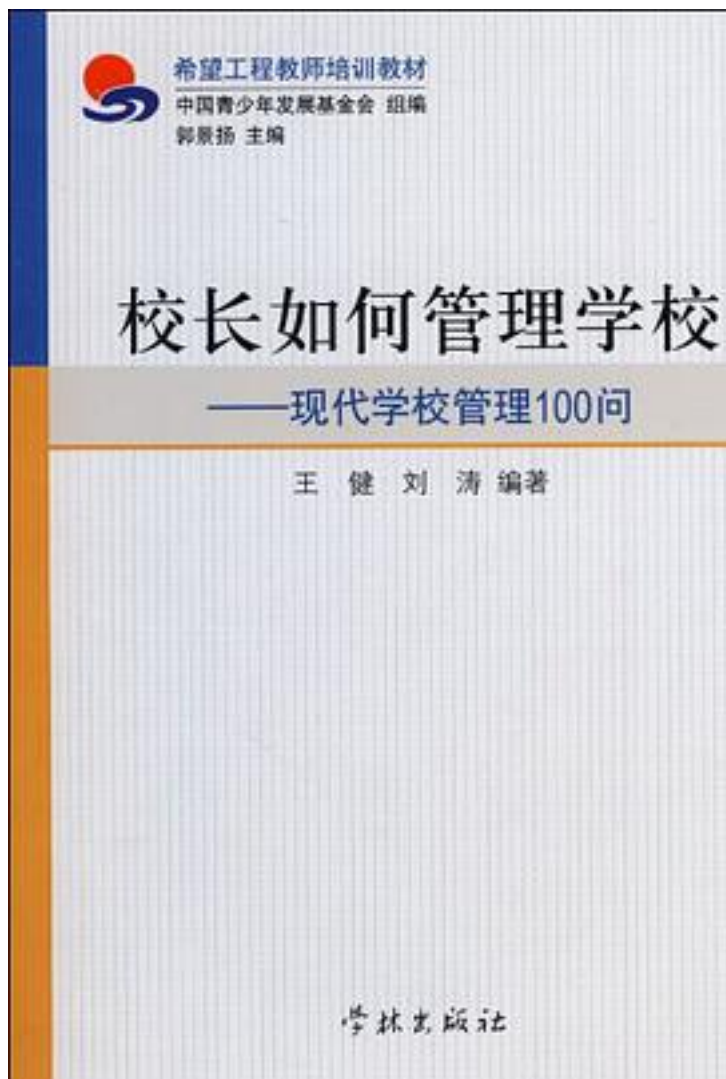 希望工程教师培训教材
中国青少年发展基金会 组编
郭景扬 主编
校长如何管理学校
——现代学校管理100问
王 健 刘 涛 编著
学林出版社